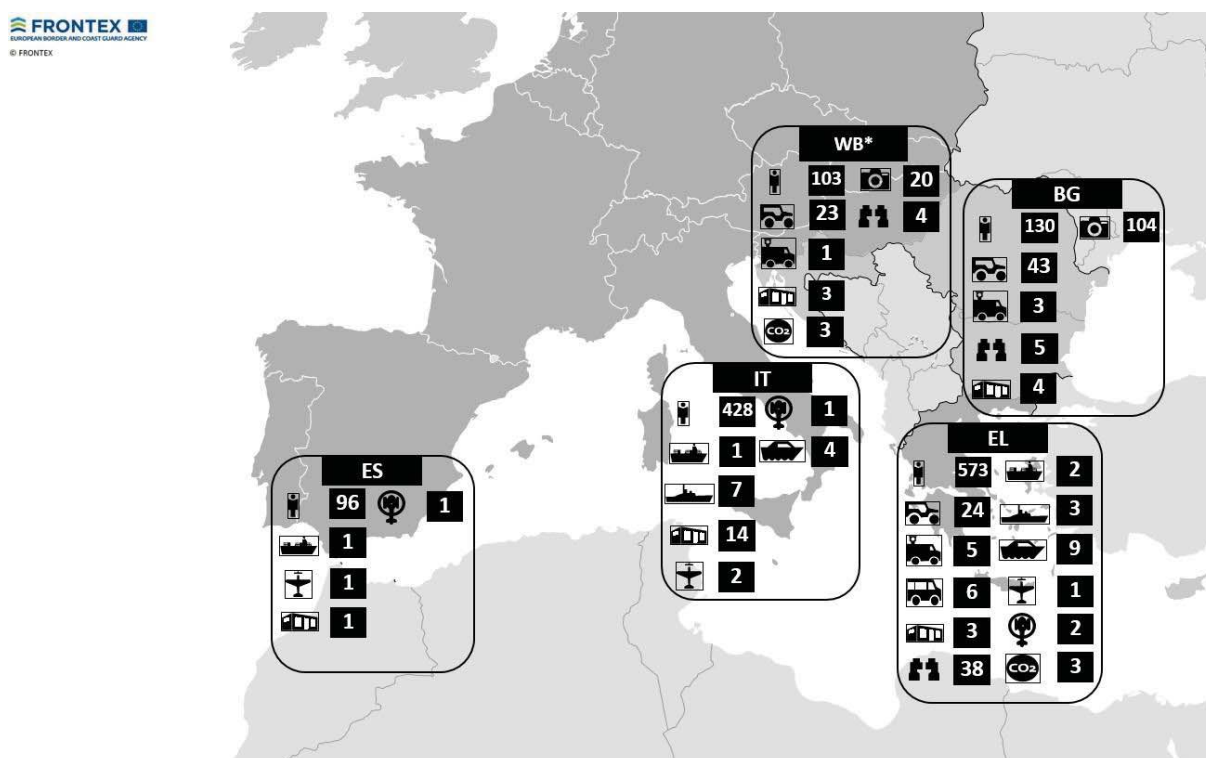 FRONTEX
EUROPEAN BORDER AND COAST GUARD AGENCY
© FRONTEX
WB*
103 20
23 4
1
3
CO2 3
BG
130 104
43
3
5
4
IT
428 1
1 4
7
14
2
EL
573 2
24 3
5 9
6 1
3 2
38 CO2 3
ES
96 1
1
1
1